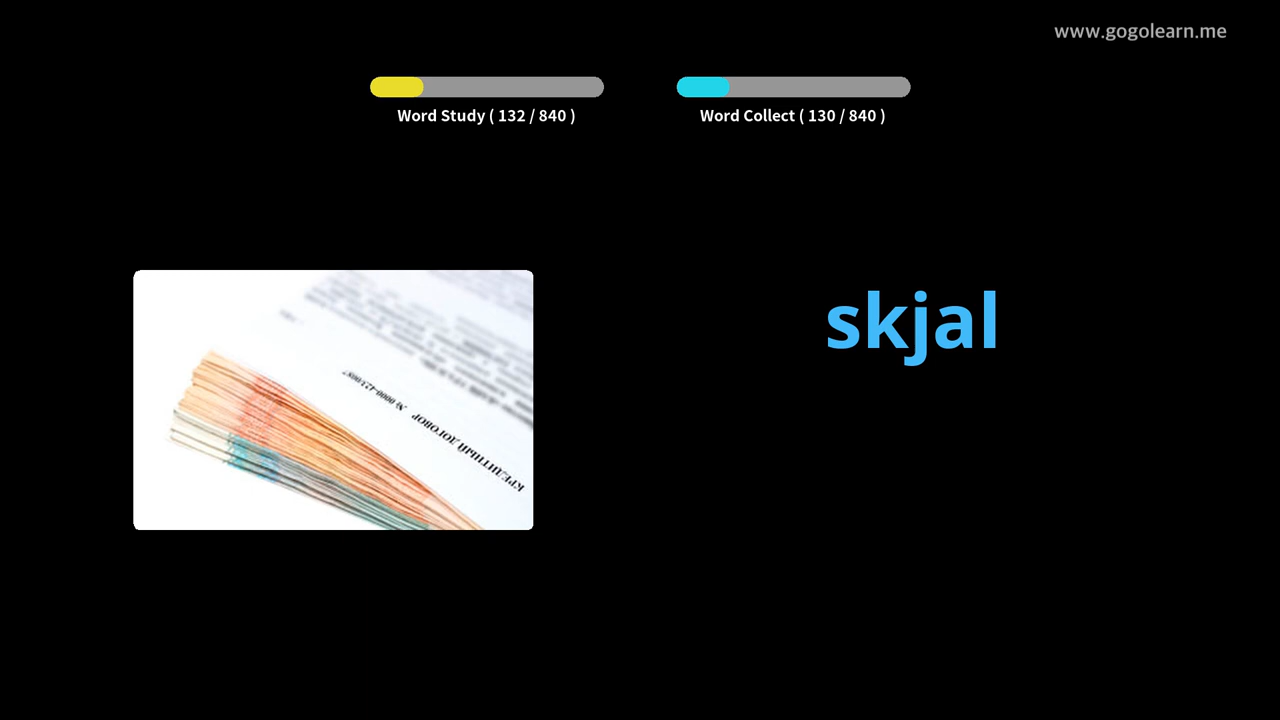 www.gogolearn.me
Word Study ( 132 / 840 )
Word Collect ( 130 / 840 )
skjal
КРЕДИТНЫЙ ДОГОВОР